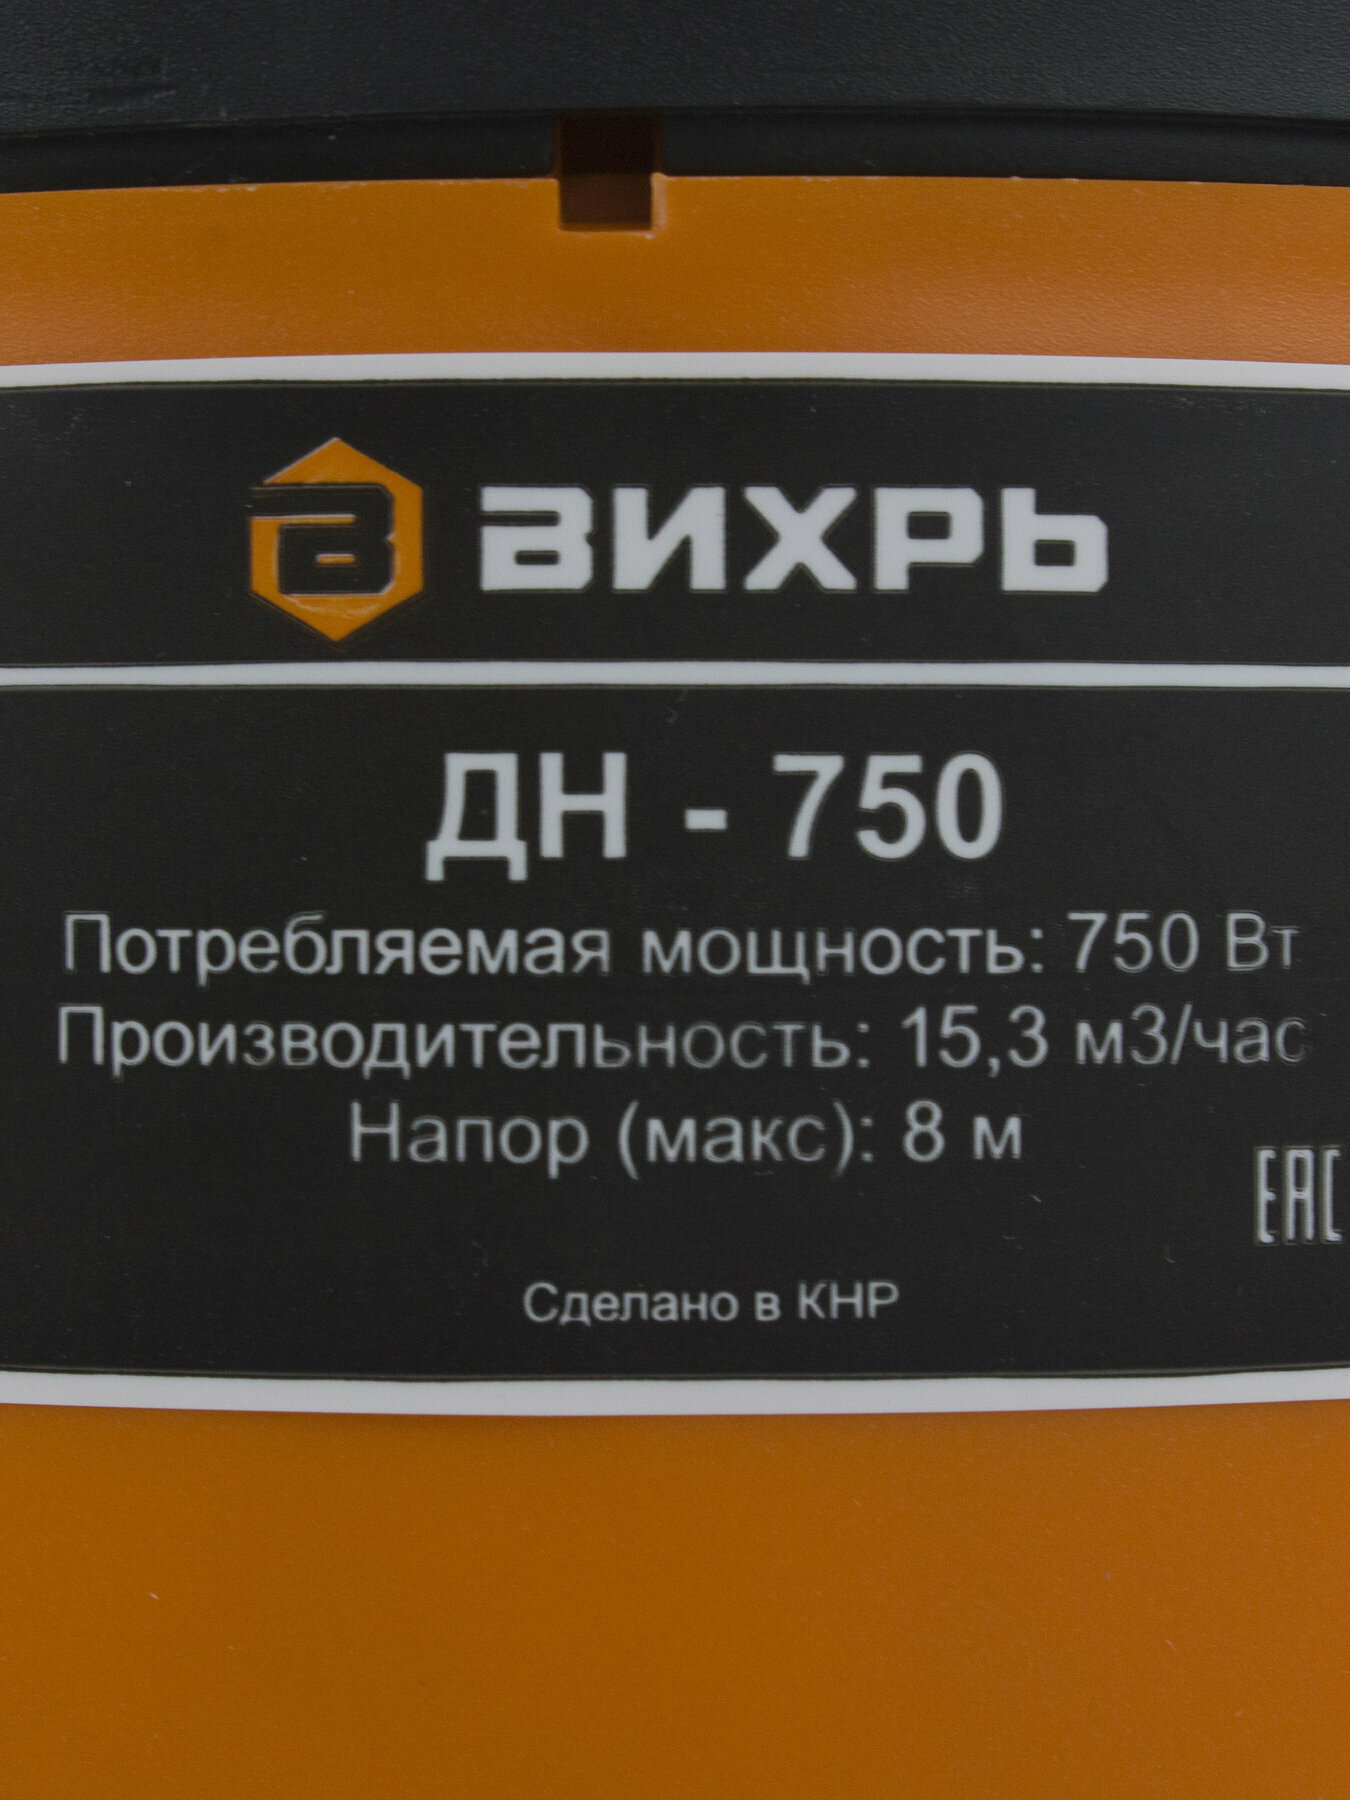 ВИХРЬ
ДН - 750
Потребляемая мощность: 750 Вт
Производительность: 15,3 м3/час
Напор (макс): 8 м
EAC
Сделано в КНР